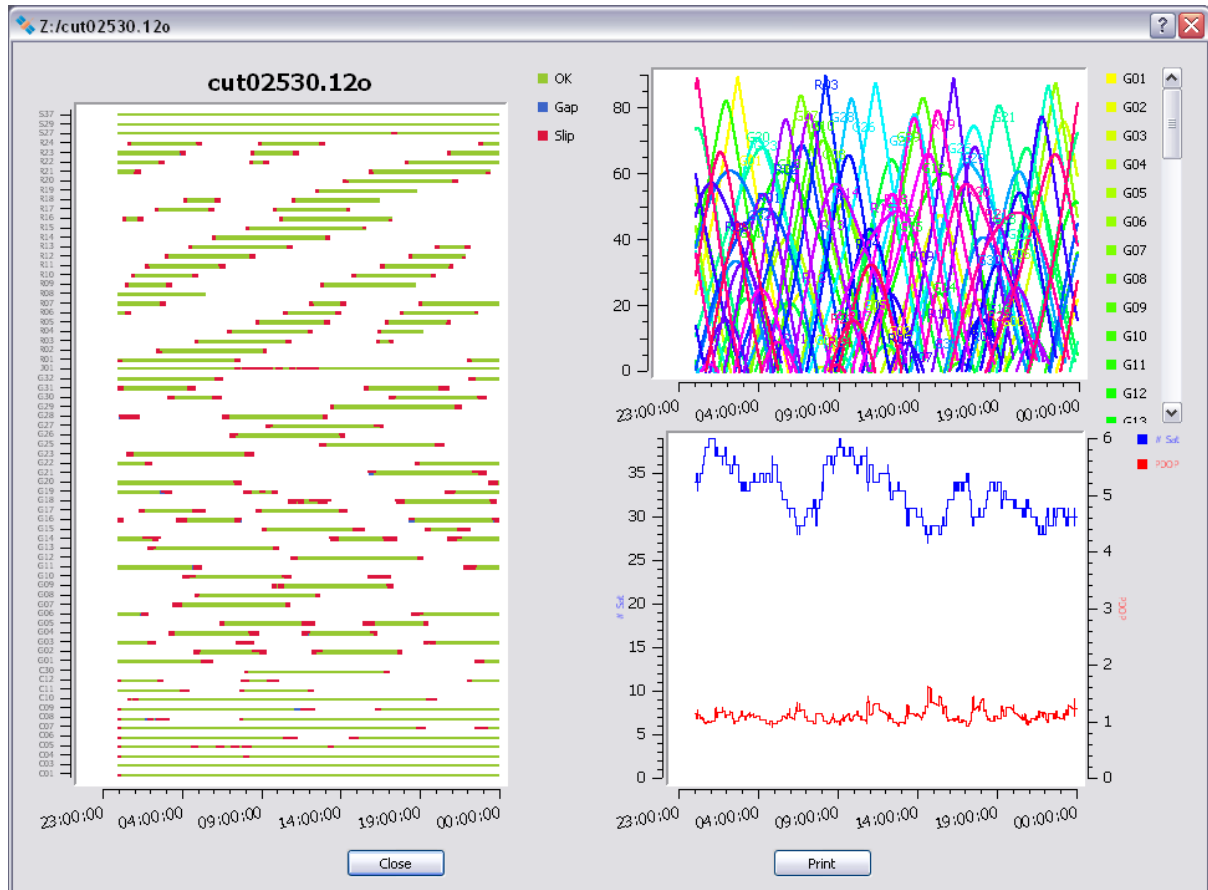 Z:/cut02530.12o
cut02530.12o
OK
Gap
Slip
S37
S29
S27
R24
R23
R22
R21
R20
R19
R18
R17
R16
R15
R14
R13
R12
R11
R10
R09
R08
R07
R06
R05
R04
R03
R02
R01
J01
G32
G31
G30
G29
G28
G27
G26
G25
G23
G22
G21
G20
G19
G18
G17
G16
G15
G14
G13
G12
G11
G10
G09
G08
G07
G06
G05
G04
G03
G02
G01
C30
C12
C11
C10
C09
C08
C07
C06
C05
C04
C03
C01
23:00:00 04:00:00 09:00:00 14:00:00 19:00:00 00:00:00
80
60
40
20
0
23:00:00 04:00:00 09:00:00 14:00:00 19:00:00 00:00:00
G01
G02
G03
G04
G05
G06
G07
G08
G09
G10
G11
G12
G13
# Sat
35
30
25
20
15
10
5
0
PDOP
6
5
4
3
2
1
0
# Sat
PDOP
23:00:00 04:00:00 09:00:00 14:00:00 19:00:00 00:00:00
Close
Print